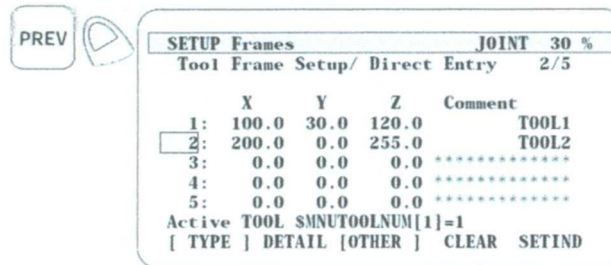 PREV
SETUP Frames JOINT 30 %
Tool Frame Setup/ Direct Entry 2/5
X Y Z Comment
1: 100.0 30.0 120.0 TOOL1
2: 200.0 0.0 255.0 TOOL2
3: 0.0 0.0 0.0 *************
4: 0.0 0.0 0.0 *************
5: 0.0 0.0 0.0 *************
Active TOOL $MNUTOOLNUM[1]=1
[ TYPE ] DETAIL [OTHER ] CLEAR SETIND